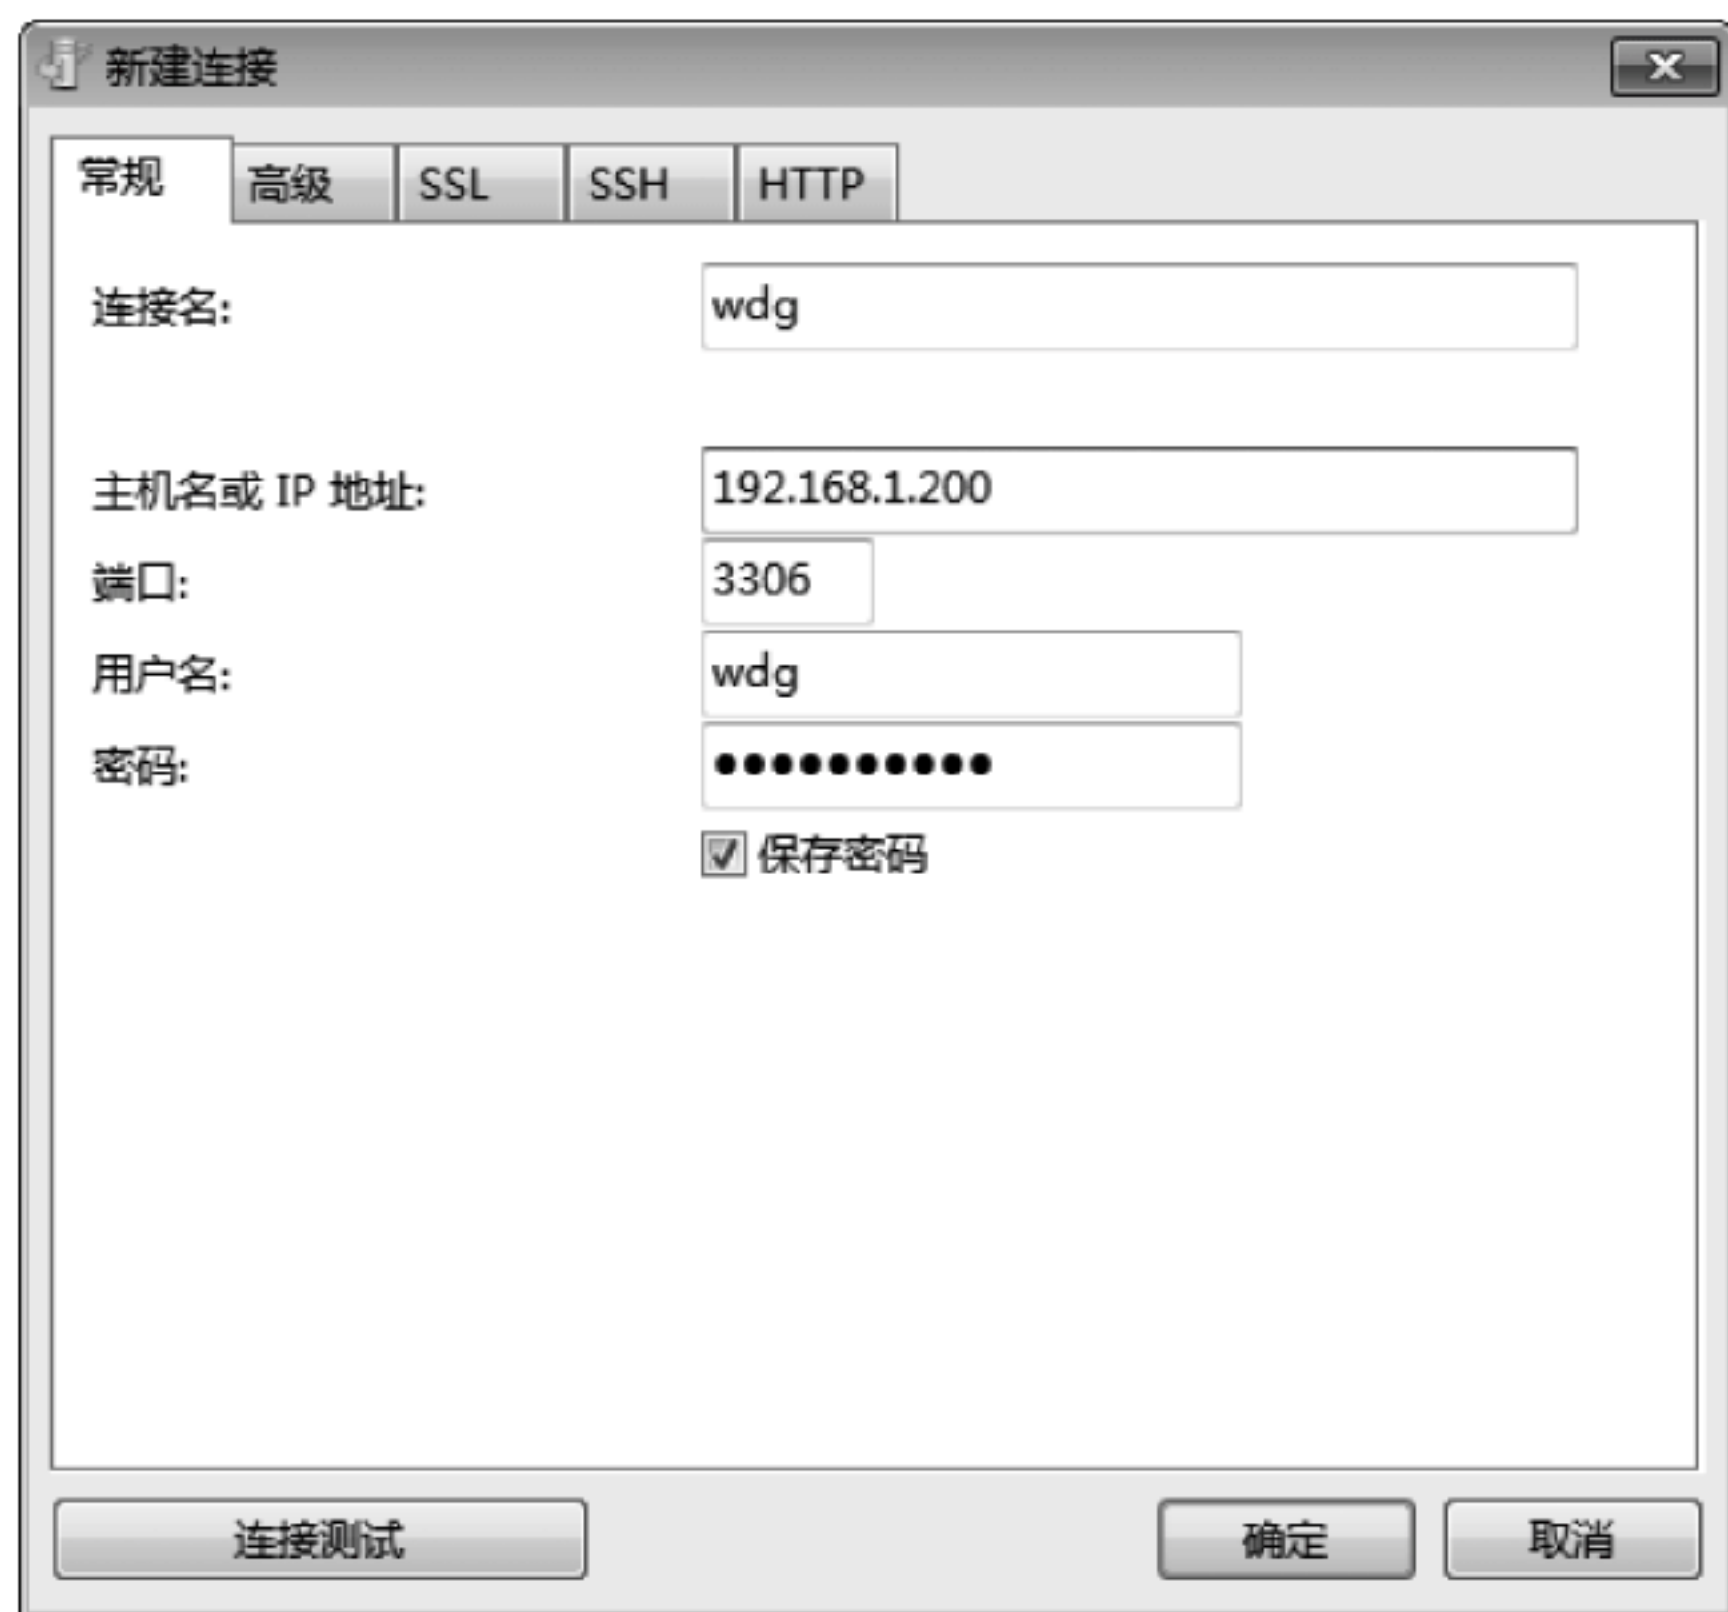 新建连接
常规 高级 SSL SSH HTTP
连接名: wdg
主机名或 IP 地址: 192.168.1.200
端口: 3306
用户名: wdg
密码: ●●●●●●●●●●
保存密码
连接测试 确定 取消